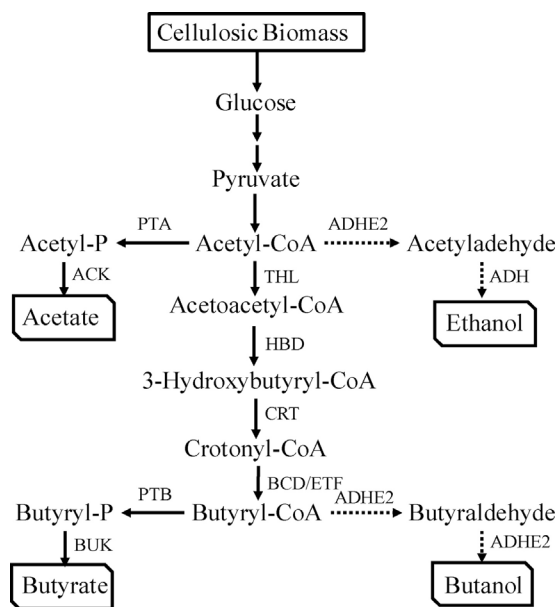 Cellulosic Biomass
Glucose
Pyruvate
PTA
ADHE2
Acetyl-P
Acetyl-CoA
Acetyladehyde
ACK
THL
ADH
Acetate
Acetoacetyl-CoA
Ethanol
HBD
3-Hydroxybutyryl-CoA
CRT
Crotonyl-CoA
BCD/ETF
PTB
ADHE2
Butyryl-P
Butyryl-CoA
Butyraldehyde
BUK
ADHE2
Butyrate
Butanol